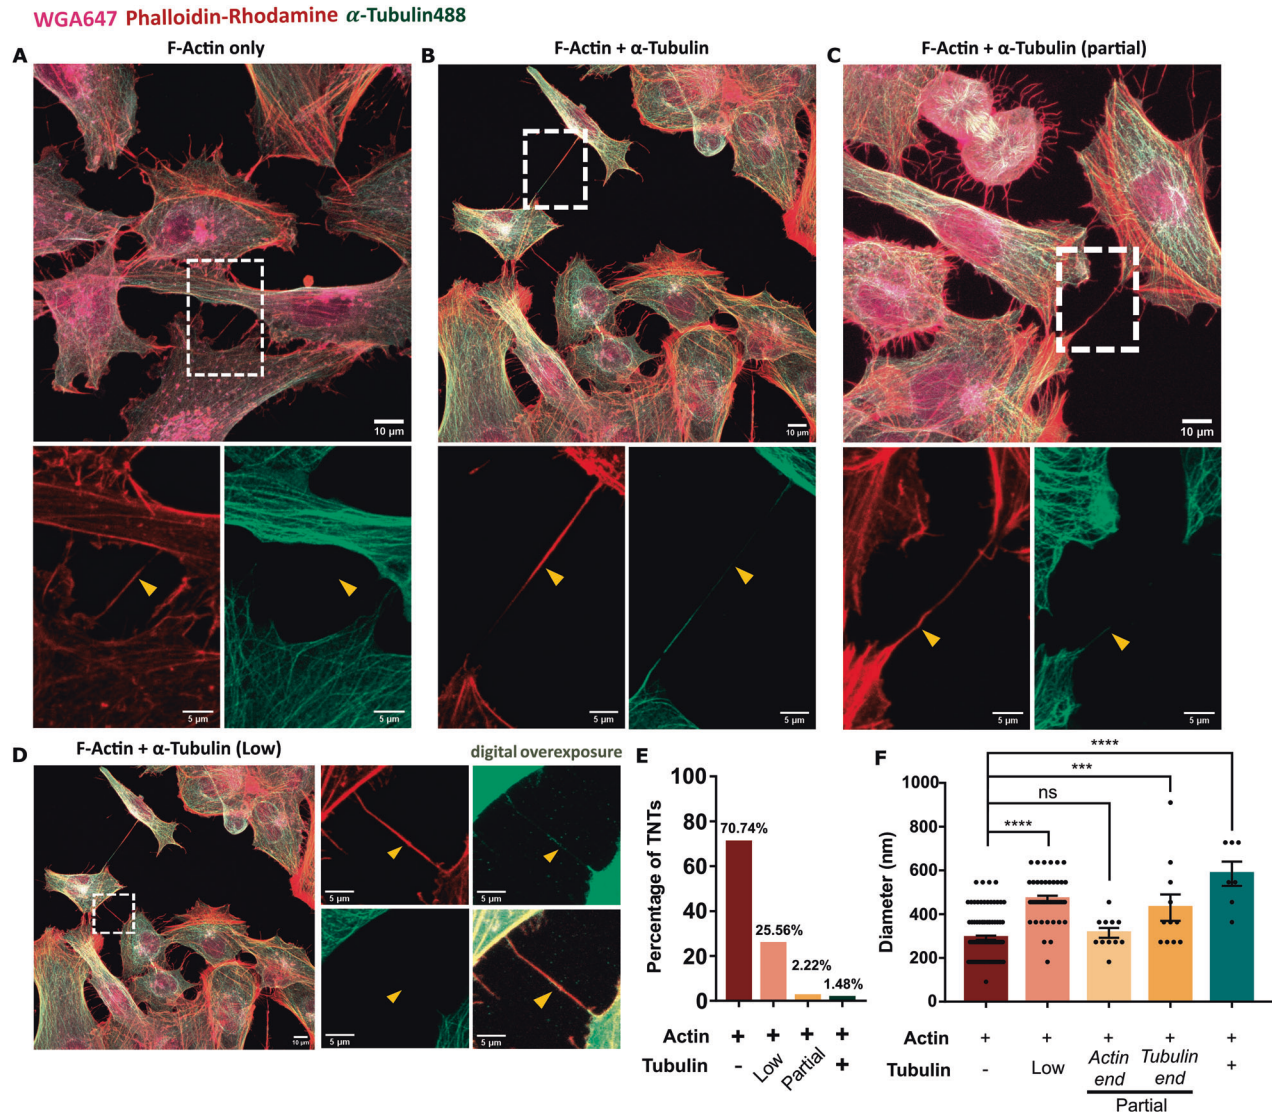 WGA647 Phalloidin-Rhodamine α-Tubulin488
A
F-Actin only
10 µm
5 µm
5 µm
B
F-Actin + α-Tubulin
10 µm
5 µm
5 µm
C
F-Actin + α-Tubulin (partial)
10 µm
5 µm
5 µm
D
F-Actin + α-Tubulin (Low)
digital overexposure
10 µm
5 µm
5 µm
5 µm
5 µm
E
Percentage of TNTs
100
80
60
40
20
0
70.74%
25.56%
2.22%
1.48%
Actin + + + +
Tubulin - Low Partial +
F
Diameter (nm)
1000
800
600
400
200
0
****
***
ns
****
Actin + + + + +
Tubulin - Low Actin end Tubulin end +
Partial